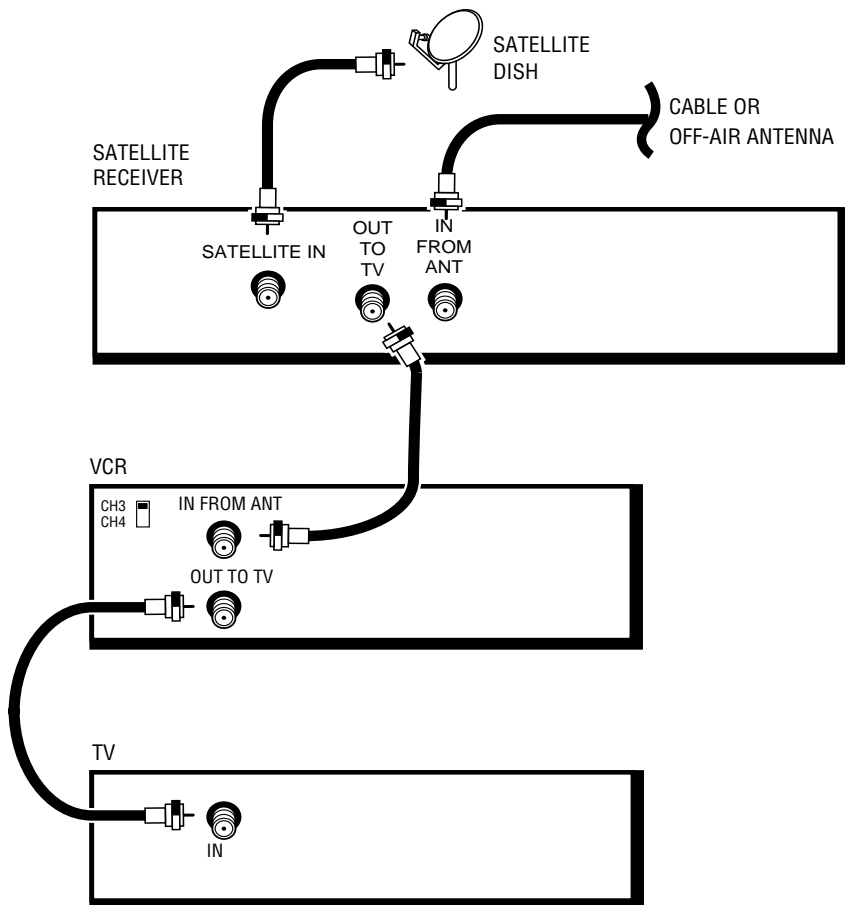 SATELLITE
DISH
CABLE OR
OFF-AIR ANTENNA
SATELLITE
RECEIVER
SATELLITE IN
OUT
TO
TV
IN
FROM
ANT
VCR
CH3
CH4
IN FROM ANT
OUT TO TV
TV
IN